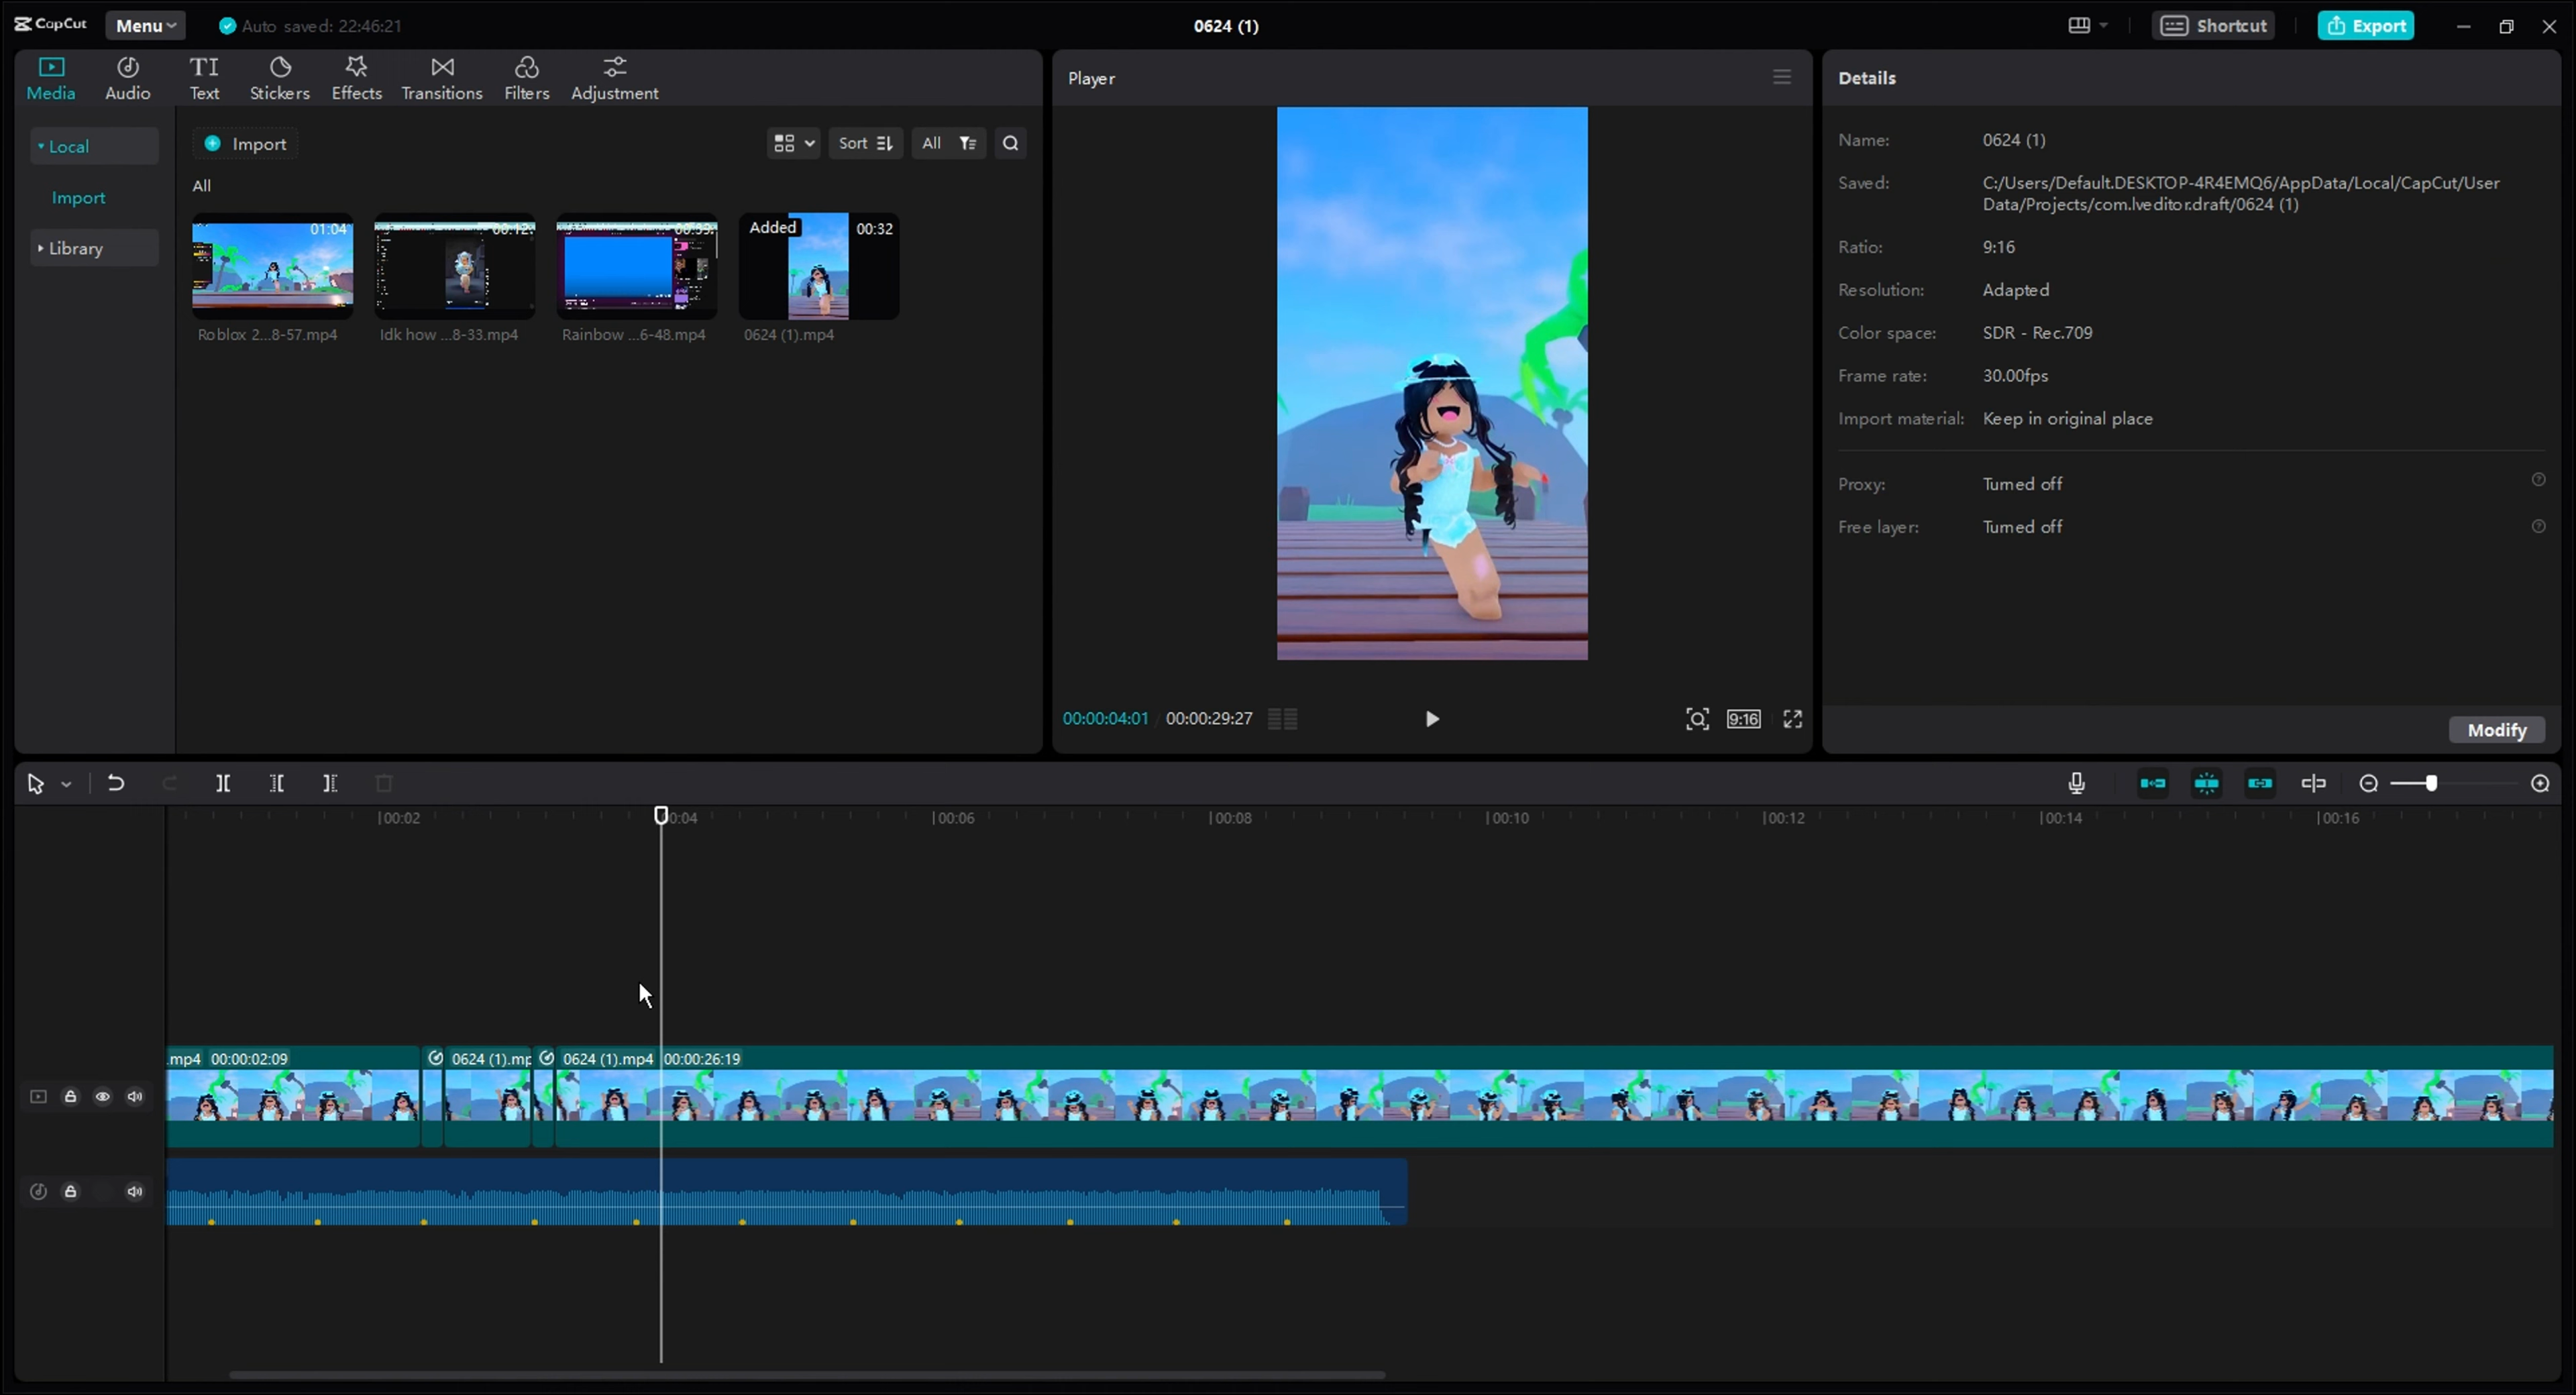 CapCut
Menu
Auto saved: 22:46:21
0624 (1)
Shortcut
Export
Media
Audio
TI
Text
Stickers
Effects
Transitions
Filters
Adjustment
Player
Details
Local
Import
Library
Import
Sort
All
All
01:04
Added
00:32
Roblox 2...8-57.mp4
Idk how ...8-33.mp4
Rainbow ...6-48.mp4
0624 (1).mp4
Name:
0624 (1)
Saved:
C:/Users/Default.DESKTOP-4R4EMQ6/AppData/Local/CapCut/User
Data/Projects/com.lveditor.draft/0624 (1)
Ratio:
9:16
Resolution:
Adapted
Color space:
SDR - Rec.709
Frame rate:
30.00fps
Import material:
Keep in original place
Proxy:
Turned off
Free layer:
Turned off
00:00:04:01
00:00:29:27
9:16
Modify
00:02
00:04
00:06
00:08
00:10
00:12
00:14
00:16
.mp4 00:00:02:09
0624 (1).mp
0624 (1).mp4 00:00:26:19